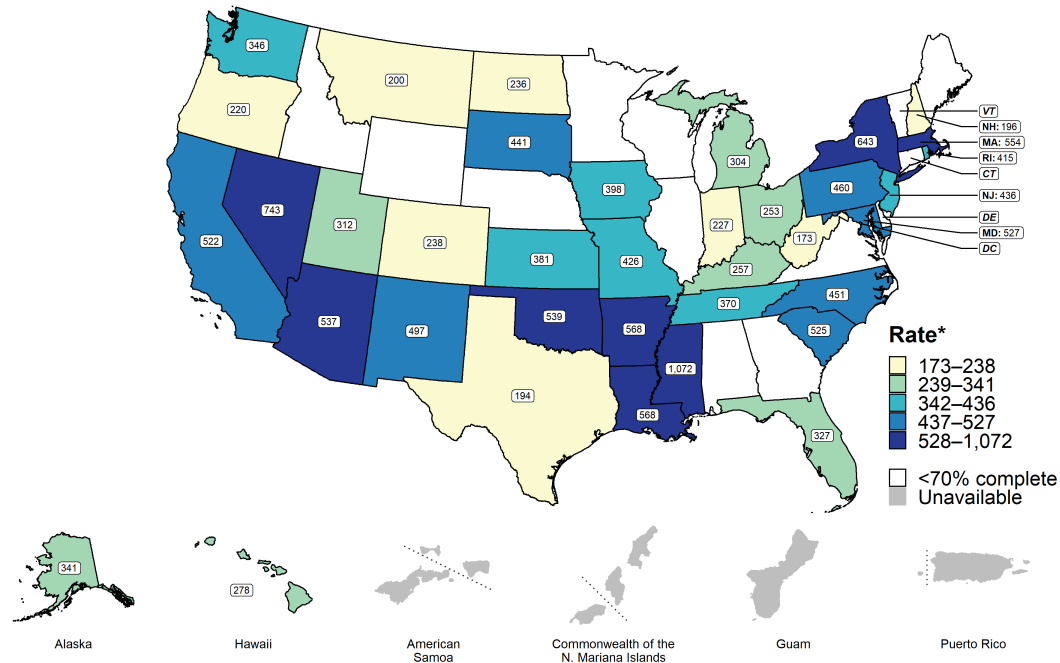 346
200
236
220
441
VT
NH: 196
MA: 554
643
RI: 415
304
CT
398
460
NJ: 436
743
312
253
DE
522
238
227
173
MD: 527
381
426
257
DC
537
497
539
370
451
568
525
1,072
Rate*
194
568
327
173–238
239–341
342–436
437–527
528–1,072
<70% complete
Unavailable
341
278
Alaska
Hawaii
American
Samoa
Commonwealth of the
N. Mariana Islands
Guam
Puerto Rico